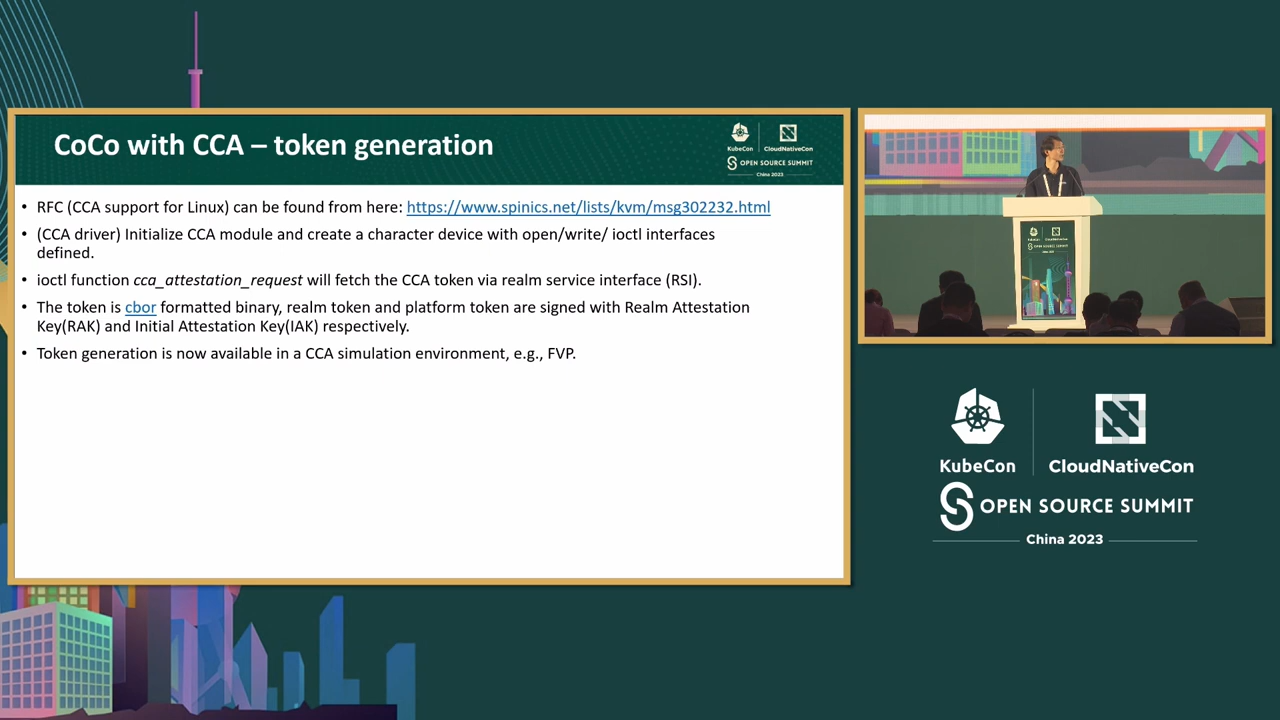 CoCo with CCA – token generation
KubeCon
CloudNativeCon
OPEN SOURCE SUMMIT
China 2023
• RFC (CCA support for Linux) can be found from here: https://www.spinics.net/lists/kvm/msg302232.html
• (CCA driver) Initialize CCA module and create a character device with open/write/ ioctl interfaces
defined.
• ioctl function cca_attestation_request will fetch the CCA token via realm service interface (RSI).
• The token is cbor formatted binary, realm token and platform token are signed with Realm Attestation
Key(RAK) and Initial Attestation Key(IAK) respectively.
• Token generation is now available in a CCA simulation environment, e.g., FVP.
KubeCon
CloudNativeCon
OPEN SOURCE SUMMIT
China 2023